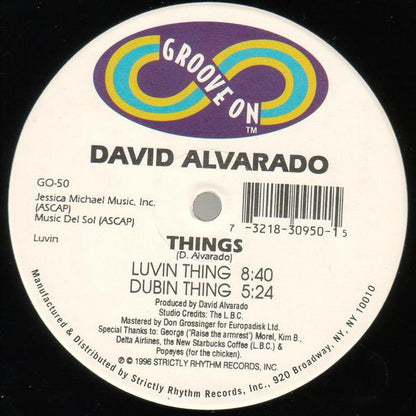 GROOVE ON
TM
DAVID ALVARADO
GO-50
Jessica Michael Music, Inc.
(ASCAP)
Music Del Sol (ASCAP)
Luvin
7 -3218-30950-1 5
THINGS
(D. Alvarado)
LUVIN THING 8:40
DUBIN THING 5:24
Produced by David Alvarado
Studio Credits: The L.B.C.
Mastered by Don Grossinger for Europadisk Ltd.
Special Thanks to: George ('Raise the armrest') Morel, Kim B.,
Delta Airlines, the New Starbucks Coffee (L.B.C.) &
Popeyes (for the chicken).
℗ © 1996 STRICTLY RHYTHM RECORDS, INC.
Manufactured & Distributed by Strictly Rhythm Records, Inc., 920 Broadway, NY, NY 10010